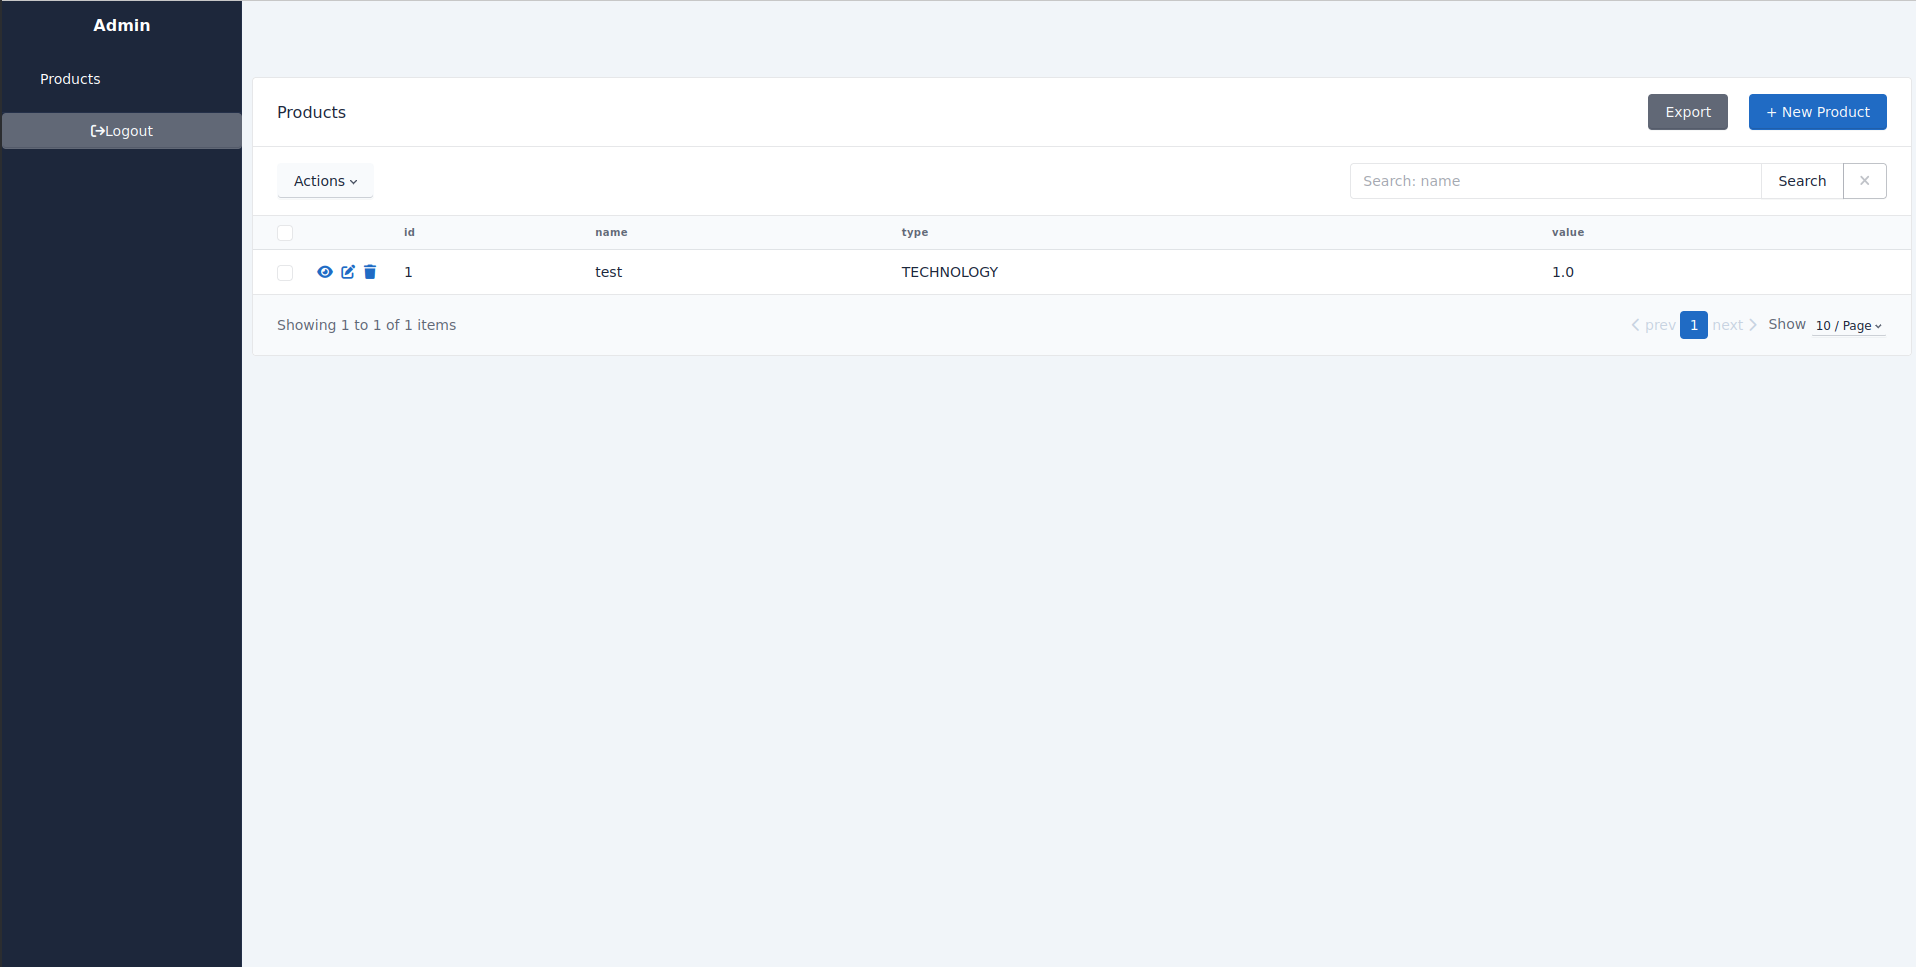 Admin
Products
Logout
Products
Export
+ New Product
Actions
Search: name
Search
id name type value
1 test TECHNOLOGY 1.0
Showing 1 to 1 of 1 items
prev 1 next Show 10 / Page